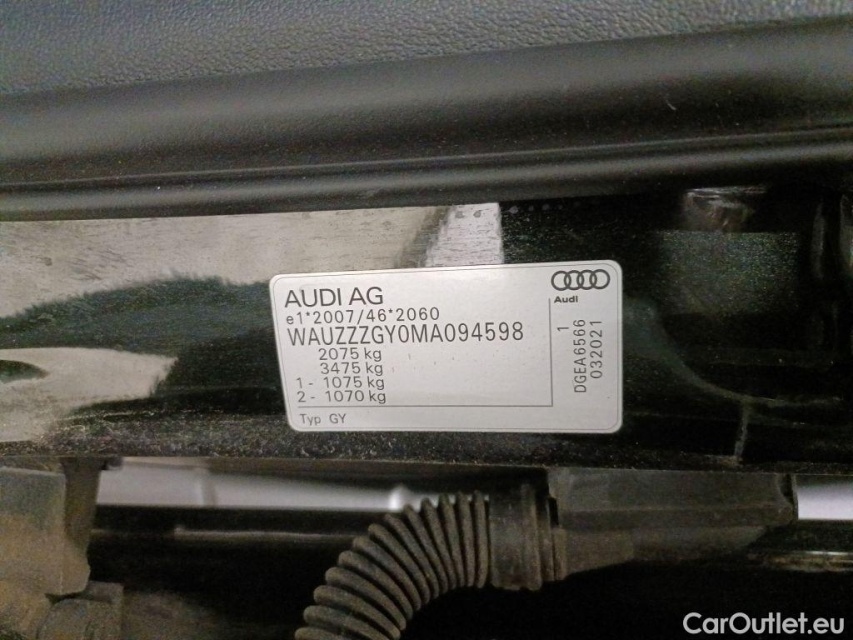 AUDI AG
e1*2007/46*2060
WAUZZZGY0MA094598
2075 kg
3475 kg
1 - 1075 kg
2 - 1070 kg
Typ GY
Audi
1
DGEA6566
032021
CarOutlet.eu